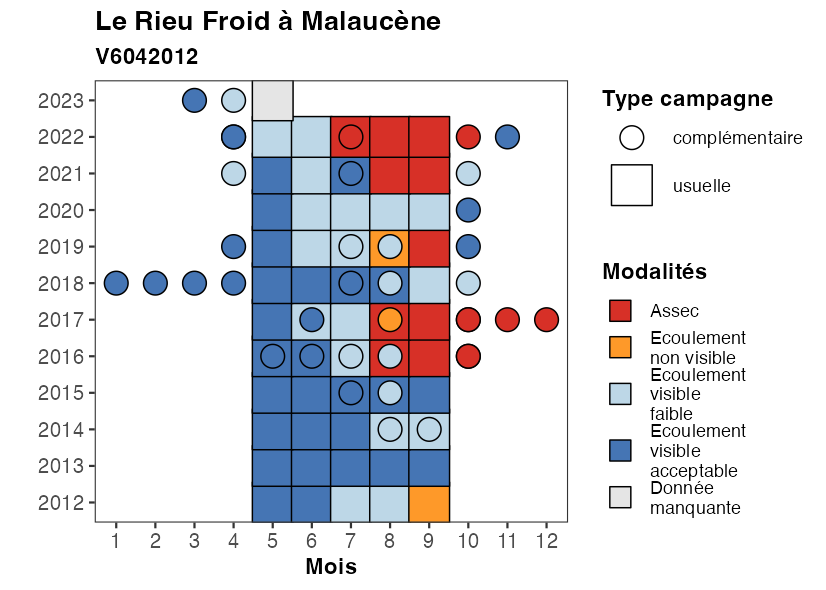 Le Rieu Froid à Malaucène
V6042012
2023
2022
2021
2020
2019
2018
2017
2016
2015
2014
2013
2012
1 2 3 4 5 6 7 8 9 10 11 12
Mois
Type campagne
complémentaire
usuelle
Modalités
Assec
Ecoulement
non visible
Ecoulement
visible
faible
Ecoulement
visible
acceptable
Donnée
manquante